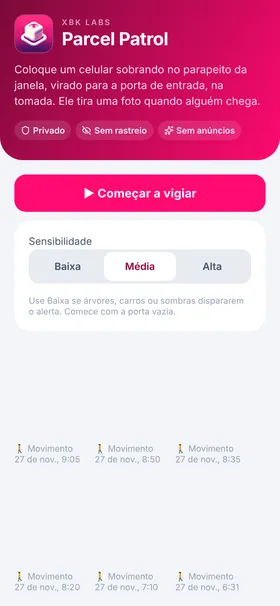 XBK LABS
Parcel Patrol
Coloque um celular sobrando no parapeito da
janela, virado para a porta de entrada, na
tomada. Ele tira uma foto quando alguém chega.
Privado Sem rastreio Sem anúncios
Começar a vigiar
Sensibilidade
Baixa Média Alta
Use Baixa se árvores, carros ou sombras dispararem
o alerta. Comece com a porta vazia.
🚶 Movimento 🚶 Movimento 🚶 Movimento
27 de nov., 9:05 27 de nov., 8:50 27 de nov., 8:35
🚶 Movimento 🚶 Movimento 🚶 Movimento
27 de nov., 8:20 27 de nov., 7:10 27 de nov., 6:31